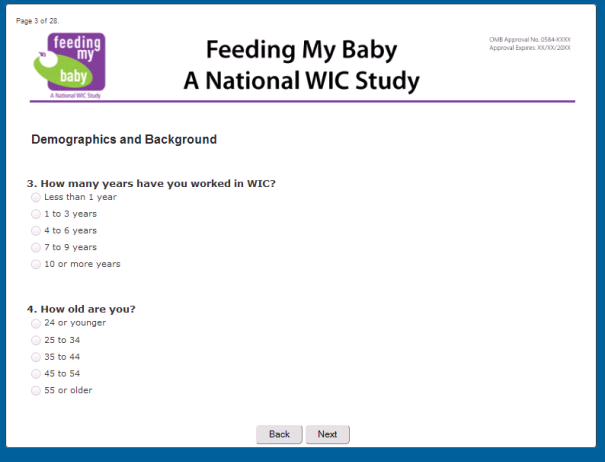 Page 3 of 28.
OMB Approval No. 0584-XXXX
Approval Expires. XX/XX/20XX
feeding
my
baby
A National WIC Study
Feeding My Baby
A National WIC Study
Demographics and Background
3. How many years have you worked in WIC?
Less than 1 year
1 to 3 years
4 to 6 years
7 to 9 years
10 or more years
4. How old are you?
24 or younger
25 to 34
35 to 44
45 to 54
55 or older
Back
Next